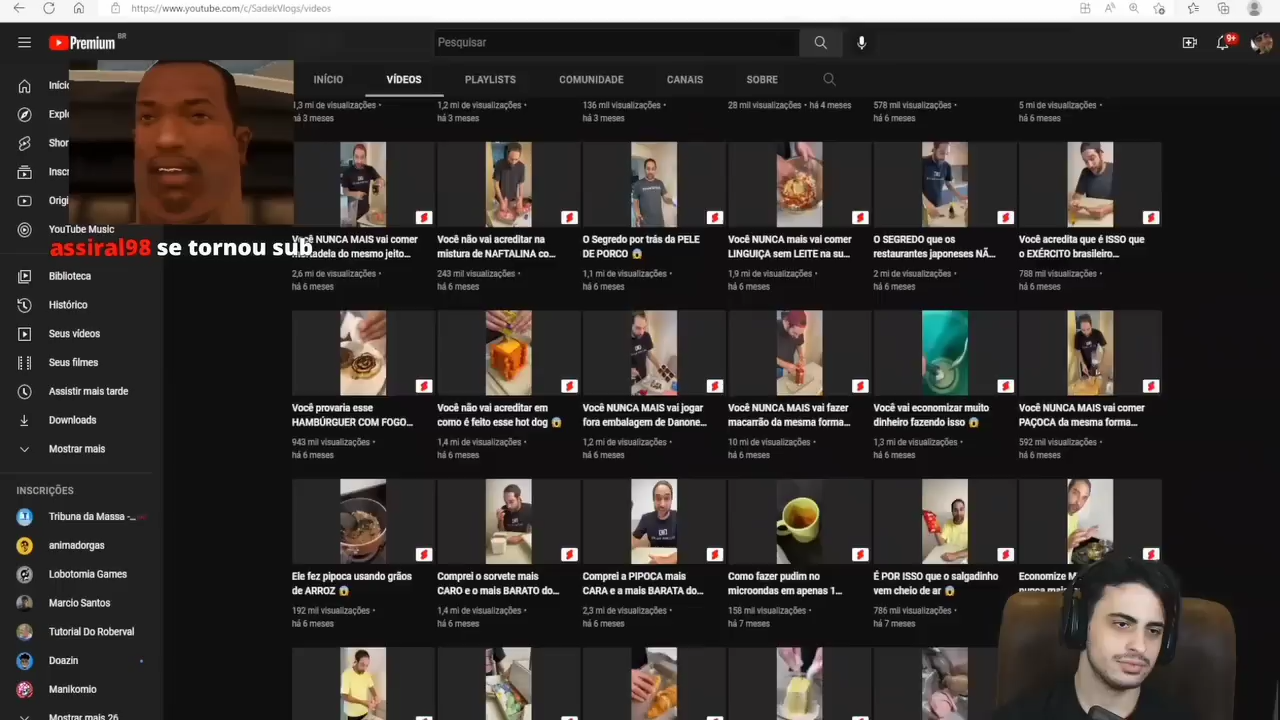 https://www.youtube.com/c/SadekVlogs/videos
Premium BR
Pesquisar
9+
INÍCIO VÍDEOS PLAYLISTS COMUNIDADE CANAIS SOBRE
Iníc
Explo
Shor
Inscr
Origi
YouTube Music
assiral98 se tornou sub
Biblioteca
Histórico
Seus vídeos
Seus filmes
Assistir mais tarde
Downloads
Mostrar mais
INSCRIÇÕES
Tribuna da Massa -...
animadorgas
Lobotomia Games
Marcio Santos
Tutorial Do Roberval
Doazin
Manikomio
Mostrar mais 26
1,3 mi de visualizações •
há 3 meses
1,2 mi de visualizações •
há 3 meses
136 mil visualizações •
há 3 meses
28 mil visualizações • há 4 meses
578 mil visualizações •
há 6 meses
5 mi de visualizações •
há 6 meses
Você NUNCA MAIS vai comer
mortadela do mesmo jeito...
2,6 mi de visualizações •
há 6 meses
Você não vai acreditar na
mistura de NAFTALINA co...
243 mil visualizações •
há 6 meses
O Segredo por trás da PELE
DE PORCO 😱
1,1 mi de visualizações •
há 6 meses
Você NUNCA mais vai comer
LINGUIÇA sem LEITE na su...
1,9 mi de visualizações •
há 6 meses
O SEGREDO que os
restaurantes japoneses NÃ...
2 mi de visualizações •
há 6 meses
Você acredita que é ISSO que
o EXÉRCITO brasileiro...
788 mil visualizações •
há 6 meses
Você provaria esse
HAMBÚRGUER COM FOGO...
943 mil visualizações •
há 6 meses
Você não vai acreditar em
como é feito esse hot dog 😱
1,4 mi de visualizações •
há 6 meses
Você NUNCA MAIS vai jogar
fora embalagem de Danone...
1,2 mi de visualizações •
há 6 meses
Você NUNCA MAIS vai fazer
macarrão da mesma forma...
10 mi de visualizações •
há 6 meses
Você vai economizar muito
dinheiro fazendo isso 😱
1,3 mi de visualizações •
há 6 meses
Você NUNCA MAIS vai comer
PAÇOCA da mesma forma...
592 mil visualizações •
há 6 meses
Ele fez pipoca usando grãos
de ARROZ 😱
192 mil visualizações •
há 6 meses
Comprei o sorvete mais
CARO e o mais BARATO do...
1,4 mi de visualizações •
há 6 meses
Comprei a PIPOCA mais
CARA e a mais BARATA do...
2,3 mi de visualizações •
há 6 meses
Como fazer pudim no
microondas em apenas 1...
158 mil visualizações •
há 7 meses
É POR ISSO que o salgadinho
vem cheio de ar 😱
786 mil visualizações •
há 7 meses
Economize M
nunca mais